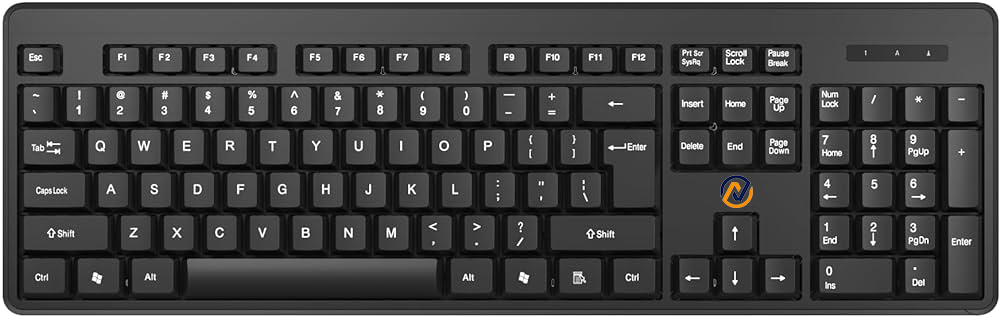 Esc F1 F2 F3 F4 F5 F6 F7 F8 F9 F10 F11 F12 Prt Scr Scroll Pause
SysRq Lock Break
1 A
~ ! @ # $ % ^ & * ( ) — + Insert Home Page Num / * −
` 1 2 3 4 5 6 7 8 9 0 – = ← Up Lock
Tab Q W E R T Y U I O P { } ↵Enter Delete End Page 7 8 9 +
[ ] Down Home ↑ PgUp
Caps Lock A S D F G H J K L : " ¦ 4 5 6
; ' \ ← →
⇧Shift Z X C V B N M < > ? ⇧Shift ↑ 1 2 3 Enter
, . / End ↓ PgDn
Ctrl Alt Alt Ctrl ← ↓ → 0 .
Ins Del